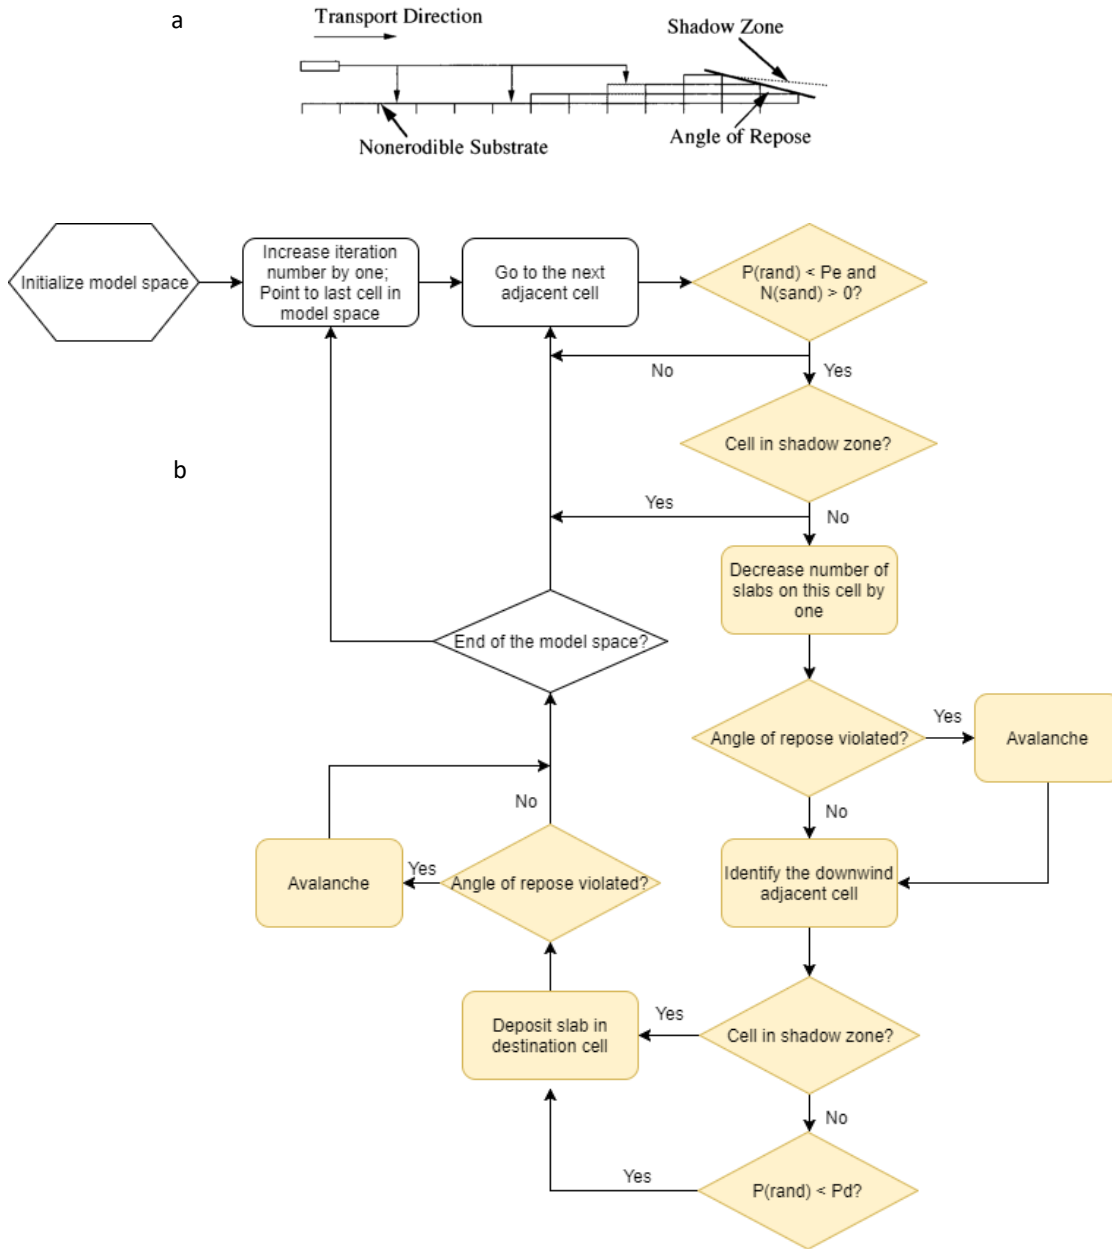 a
Transport Direction
Shadow Zone
Nonerodible Substrate
Angle of Repose
b
Initialize model space
Increase iteration
number by one;
Point to last cell in
model space
Go to the next
adjacent cell
P(rand) < Pe and
N(sand) > 0?
No
Yes
Cell in shadow zone?
Yes
No
Decrease number of
slabs on this cell by
one
End of the model space?
Angle of repose violated?
Yes
Avalanche
No
No
Identify the downwind
adjacent cell
Avalanche
Yes
Angle of repose violated?
Deposit slab in
destination cell
Yes
Cell in shadow zone?
No
Yes
P(rand) < Pd?